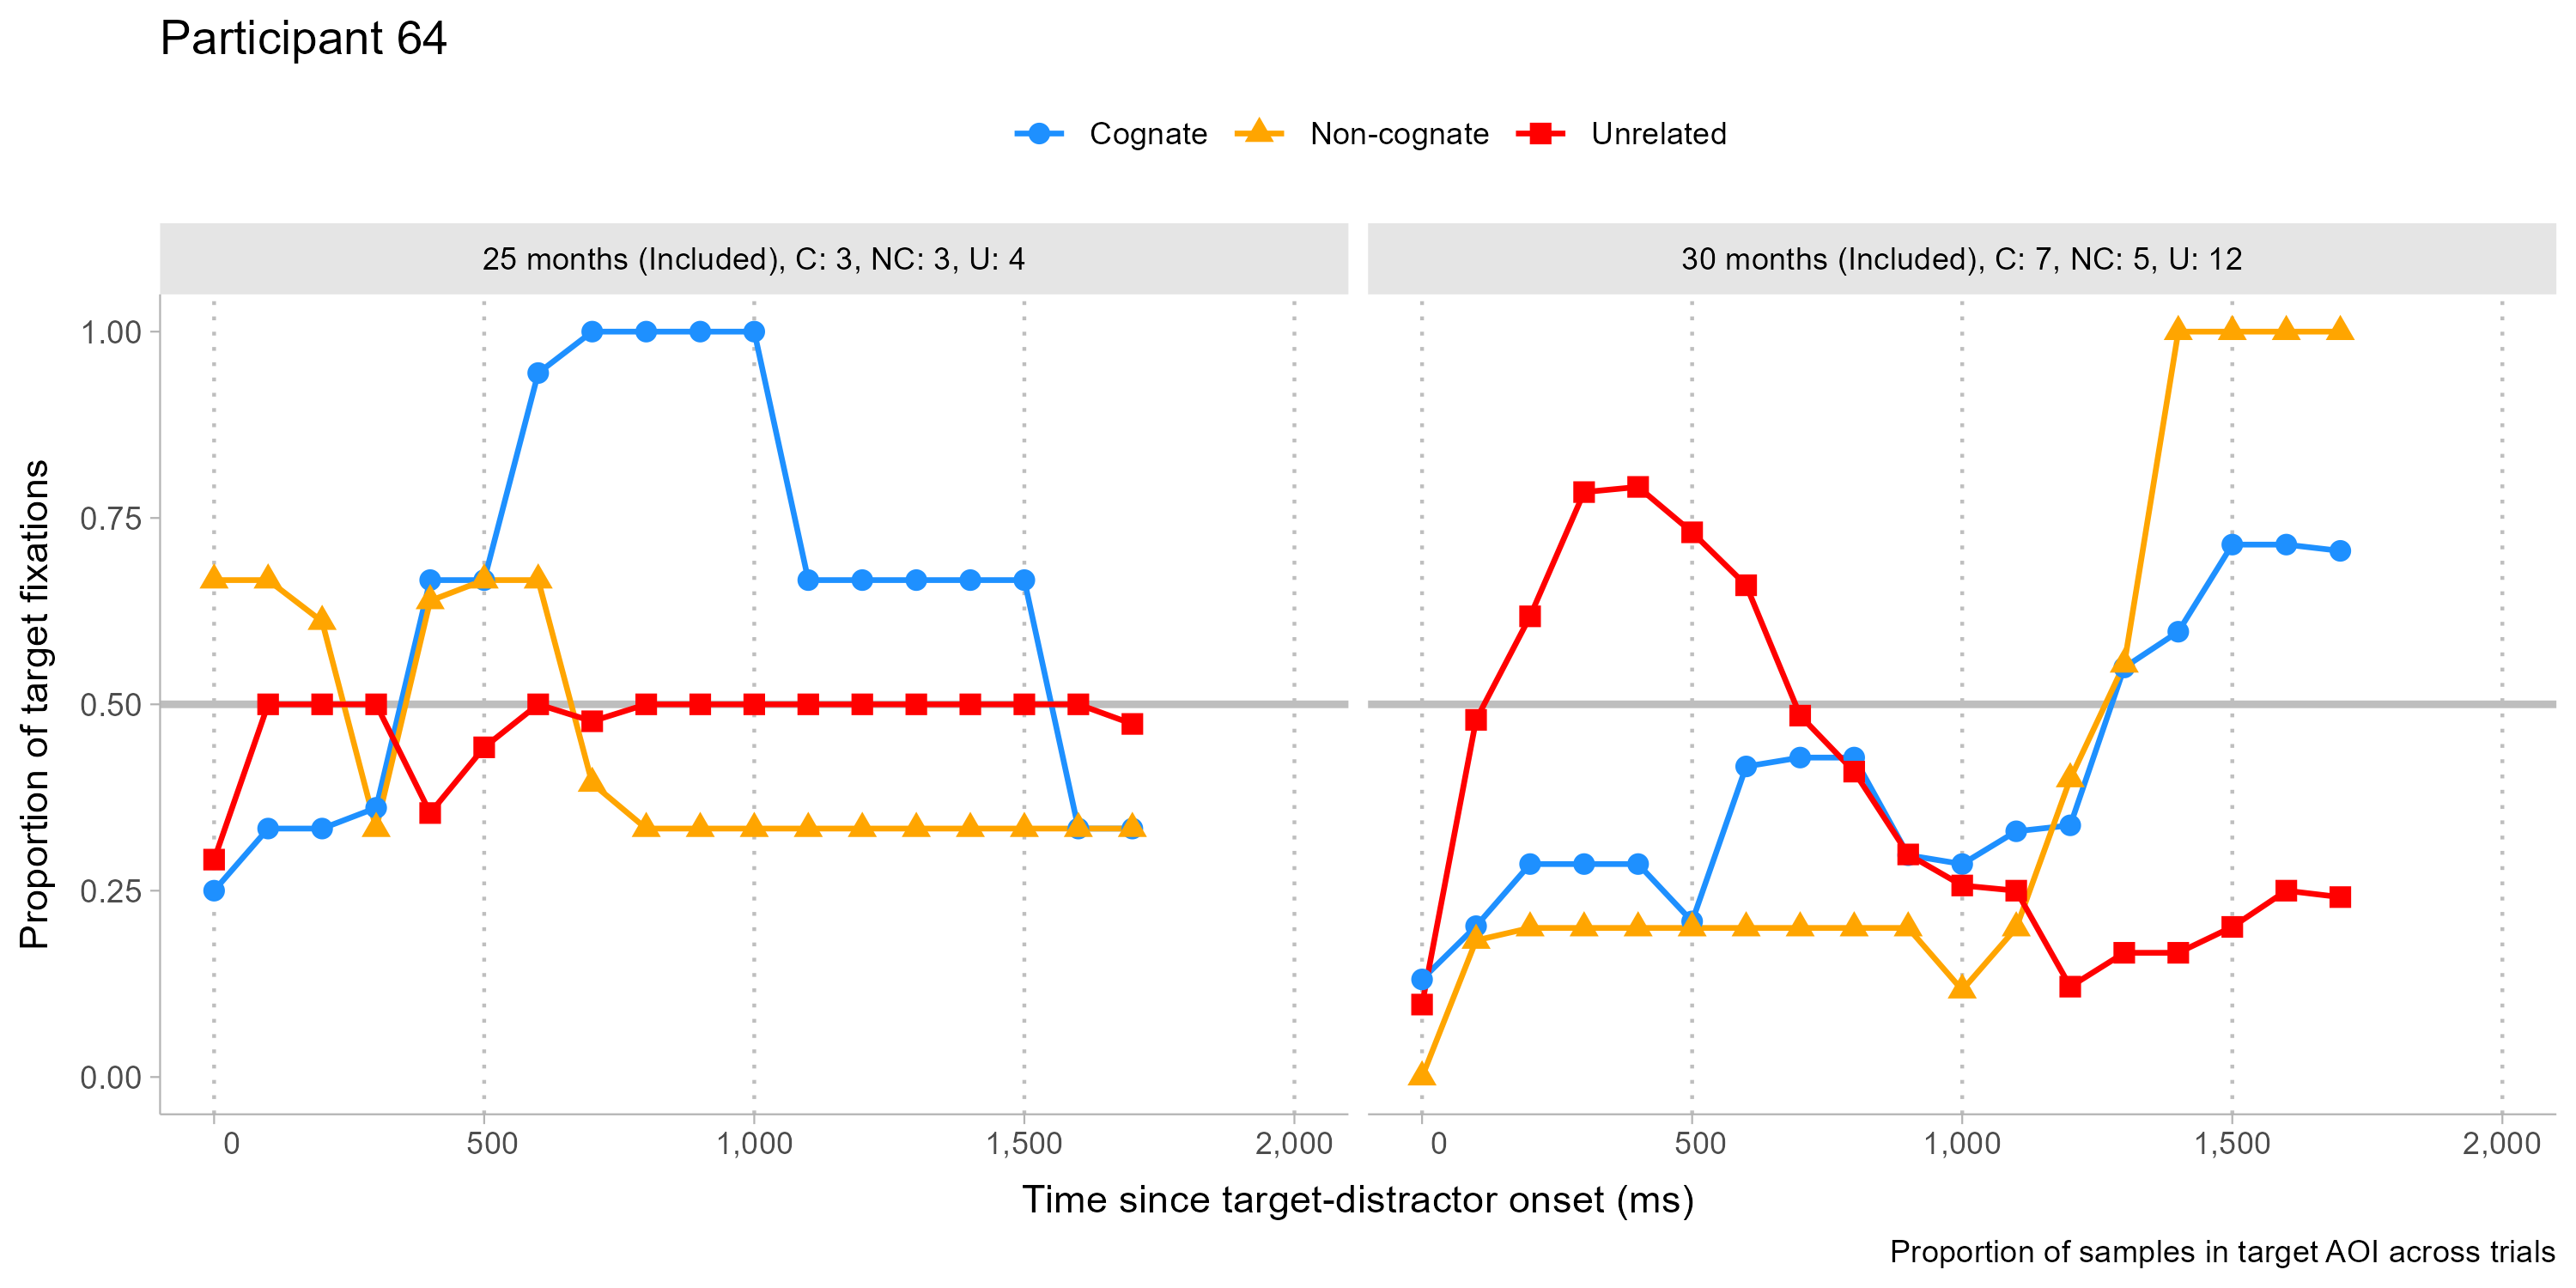 Participant 64
Cognate Non-cognate Unrelated
25 months (Included), C: 3, NC: 3, U: 4
30 months (Included), C: 7, NC: 5, U: 12
Proportion of target fixations
1.00
0.75
0.50
0.25
0.00
0 500 1,000 1,500 2,000
0 500 1,000 1,500 2,000
Time since target-distractor onset (ms)
Proportion of samples in target AOI across trials